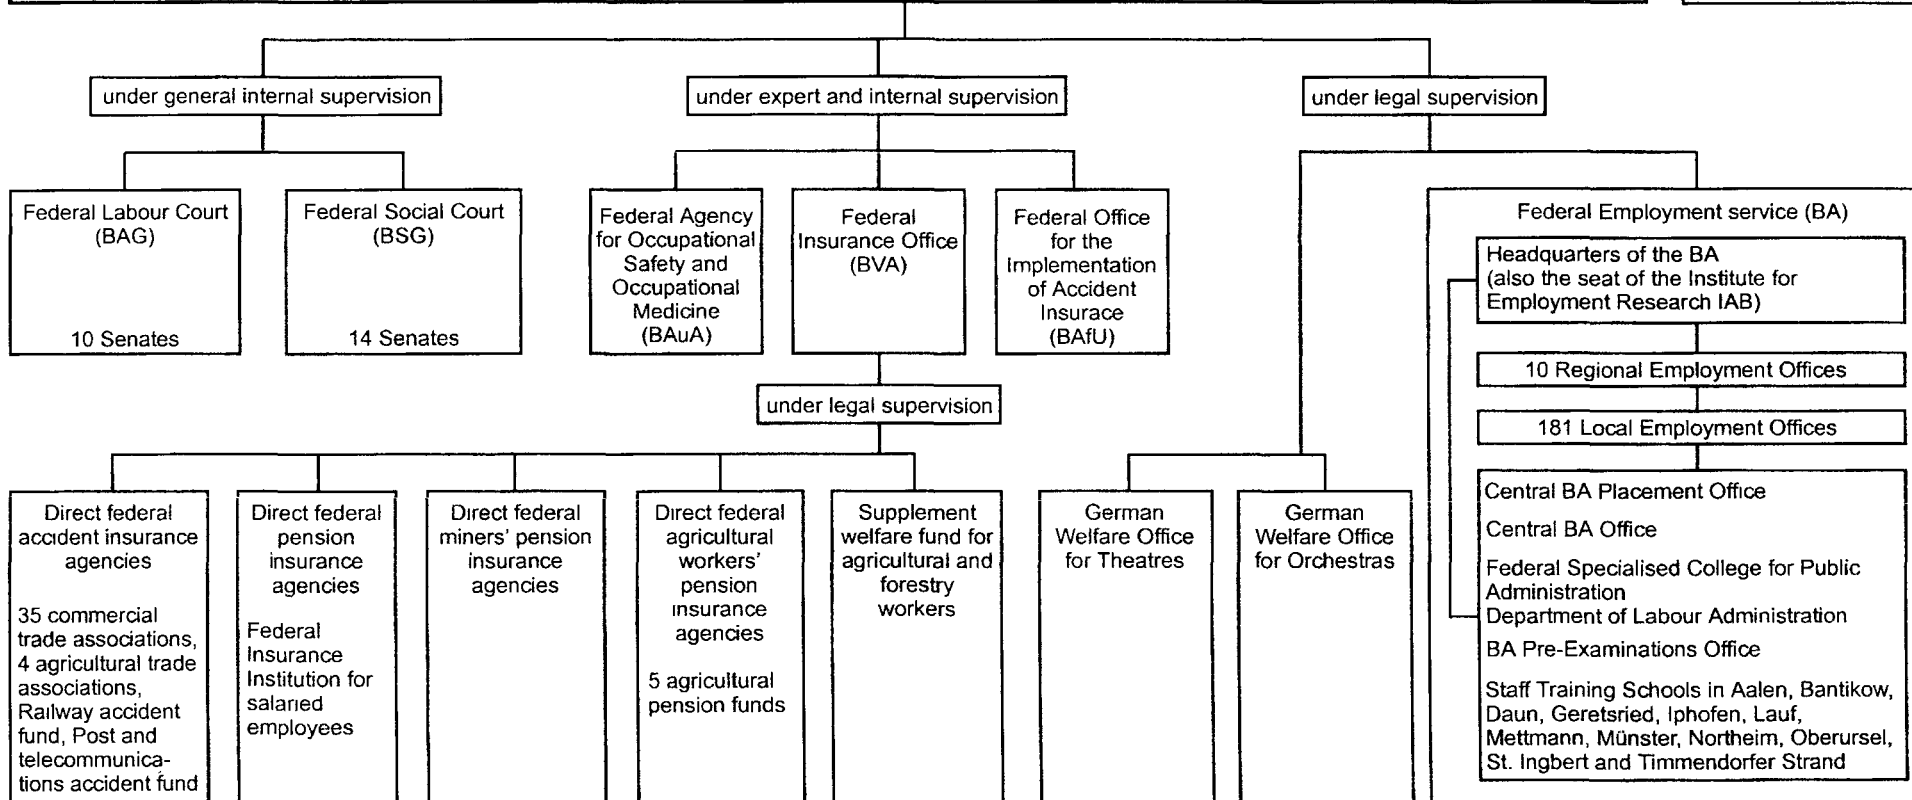 under general internal supervision
under expert and internal supervision
under legal supervision
Federal Labour Court
(BAG)
10 Senates
Federal Social Court
(BSG)
14 Senates
Federal Agency
for Occupational
Safety and
Occupational
Medicine
(BAuA)
Federal
Insurance Office
(BVA)
Federal Office
for the
Implementation
of Accident
Insurace
(BAfU)
Federal Employment service (BA)
Headquarters of the BA
(also the seat of the Institute for
Employment Research IAB)
10 Regional Employment Offices
181 Local Employment Offices
Central BA Placement Office
Central BA Office
Federal Specialised College for Public
Administration
Department of Labour Administration
BA Pre-Examinations Office
Staff Training Schools in Aalen, Bantikow,
Daun, Geretsried, Iphofen, Lauf,
Mettmann, Münster, Northeim, Oberursel,
St. Ingbert and Timmendorfer Strand
under legal supervision
Direct federal
accident insurance
agencies
35 commercial
trade associations,
4 agricultural trade
associations,
Railway accident
fund, Post and
telecommunica-
tions accident fund
Direct federal
pension
insurance
agencies
Federal
Insurance
Institution for
salaried
employees
Direct federal
miners' pension
insurance
agencies
Direct federal
agricultural
workers'
pension
insurance
agencies
5 agricultural
pension funds
Supplement
welfare fund for
agricultural and
forestry
workers
German
Welfare Office
for Theatres
German
Welfare Office
for Orchestras